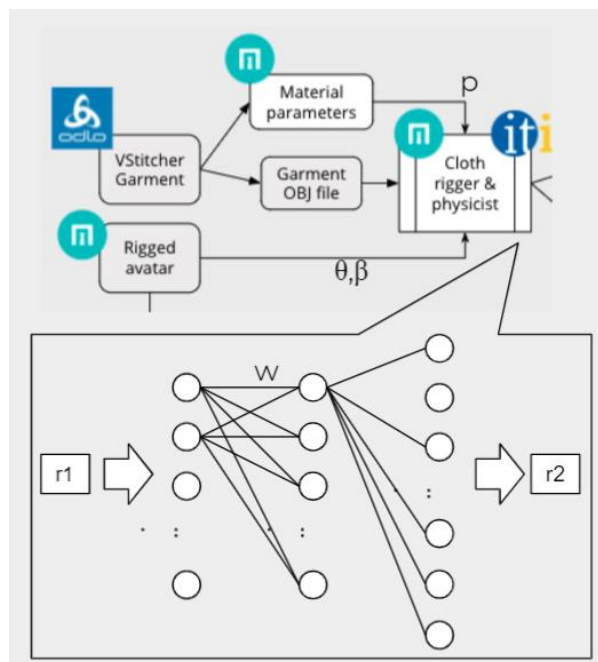 Material
parameters
p
odlo
VStitcher
Garment
Garment
OBJ file
Cloth
rigger &
physicist
iti
Rigged
avatar
θ,β
W
r1
r2